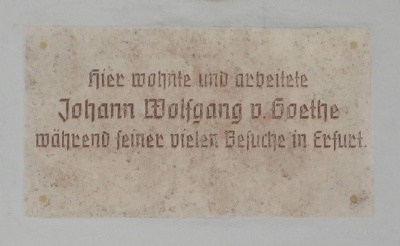 Hier wohnte und arbeitete
Johann Wolfgang v. Goethe
während seiner vielen Besuche in Erfurt.